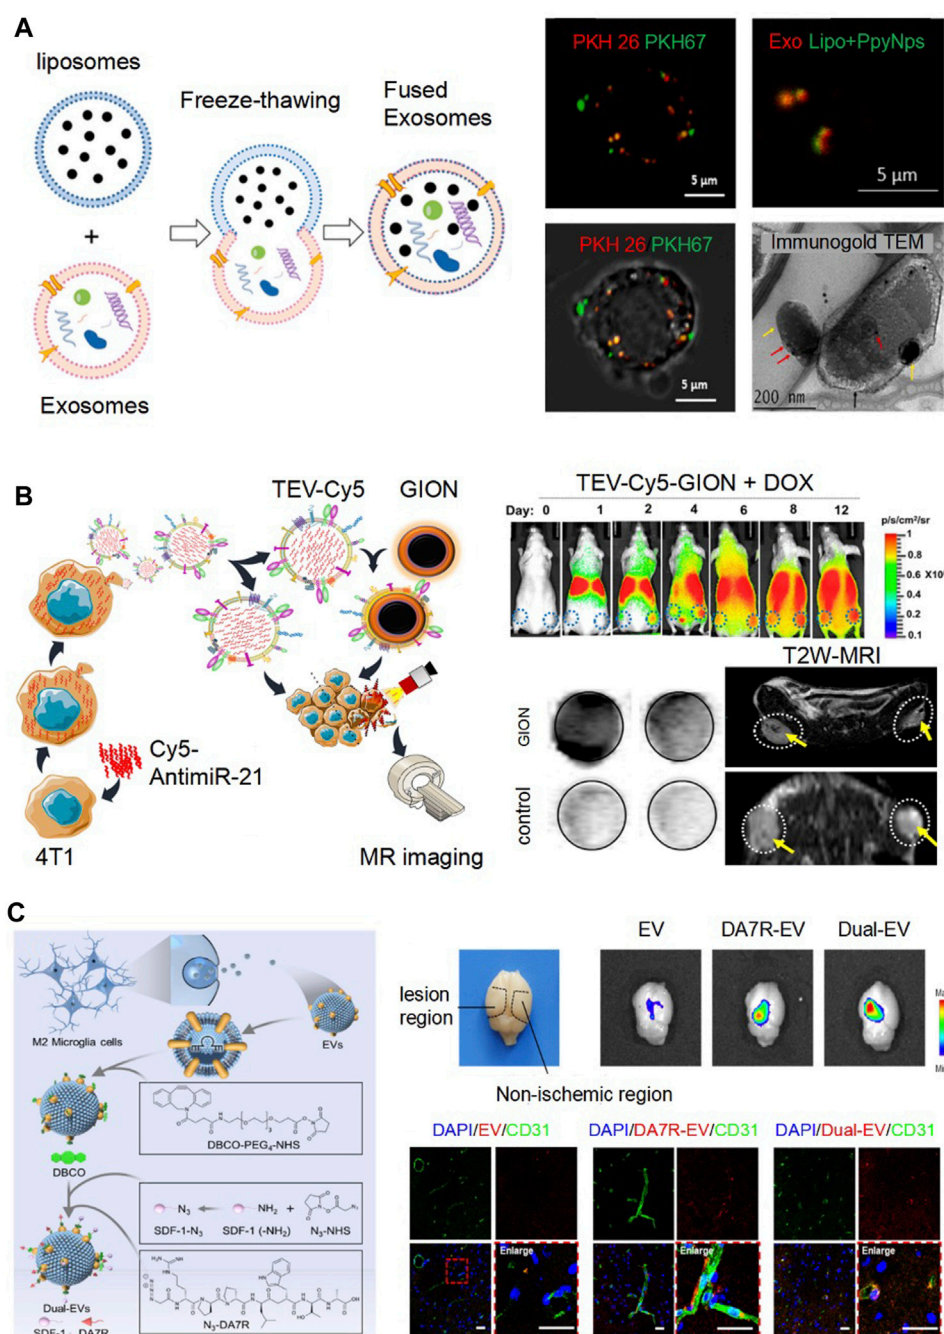 A
liposomes
Freeze-thawing
Fused
Exosomes
+
Exosomes
PKH 26 PKH67
5 µm
Exo Lipo+PpyNps
5 µm
PKH 26/PKH67
5 µm
Immunogold TEM
200 nm
B
TEV-Cy5
GION
Cy5-
AntimiR-21
4T1
MR imaging
TEV-Cy5-GION + DOX
Day: 0 1 2 4 6 8 12
p/s/cm²/sr
1
0.8
0.6
0.4
0.2
0.1
T2W-MRI
GION
control
C
M2 Microglia cells
EVs
DBCO
DBCO-PEG₄-NHS
N₃
NH₂
+
SDF-1-N₃
SDF-1 (-NH₂)
N₃-NHS
N₃-DA7R
Dual-EVs
SDF-1
DA7R
lesion
region
Non-ischemic region
EV
DA7R-EV
Dual-EV
DAPI/EV/CD31
DAPI/DA7R-EV/CD31
DAPI/Dual-EV/CD31
Enlarge
Enlarge
Enlarge